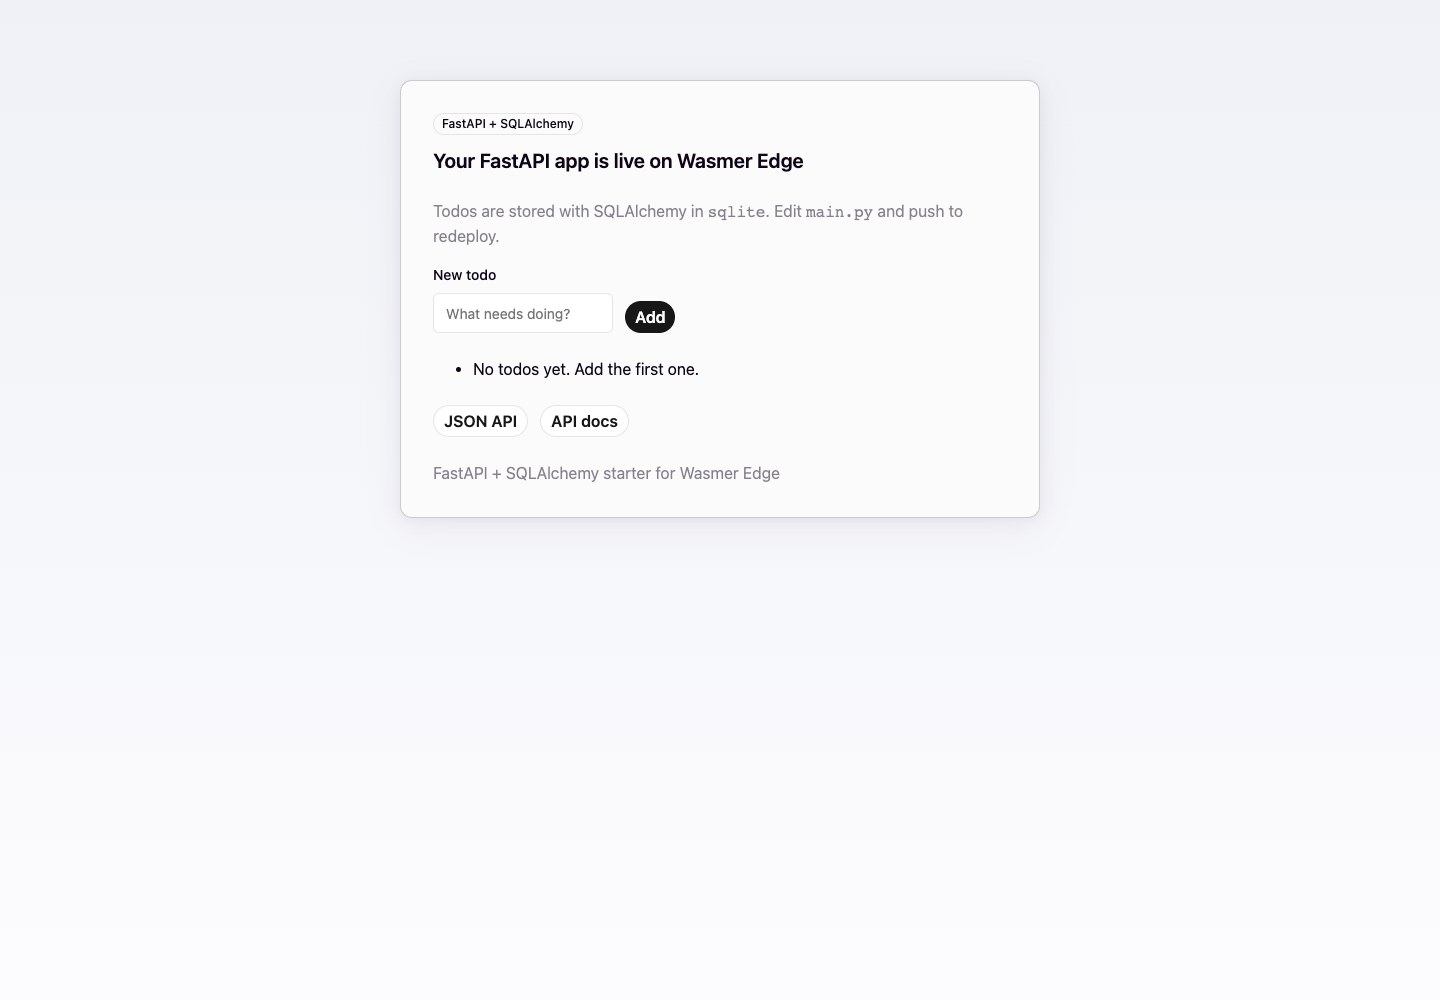 FastAPI + SQLAlchemy
Your FastAPI app is live on Wasmer Edge
Todos are stored with SQLAlchemy in sqlite. Edit main.py and push to
redeploy.
New todo
What needs doing? Add
• No todos yet. Add the first one.
JSON API API docs
FastAPI + SQLAlchemy starter for Wasmer Edge